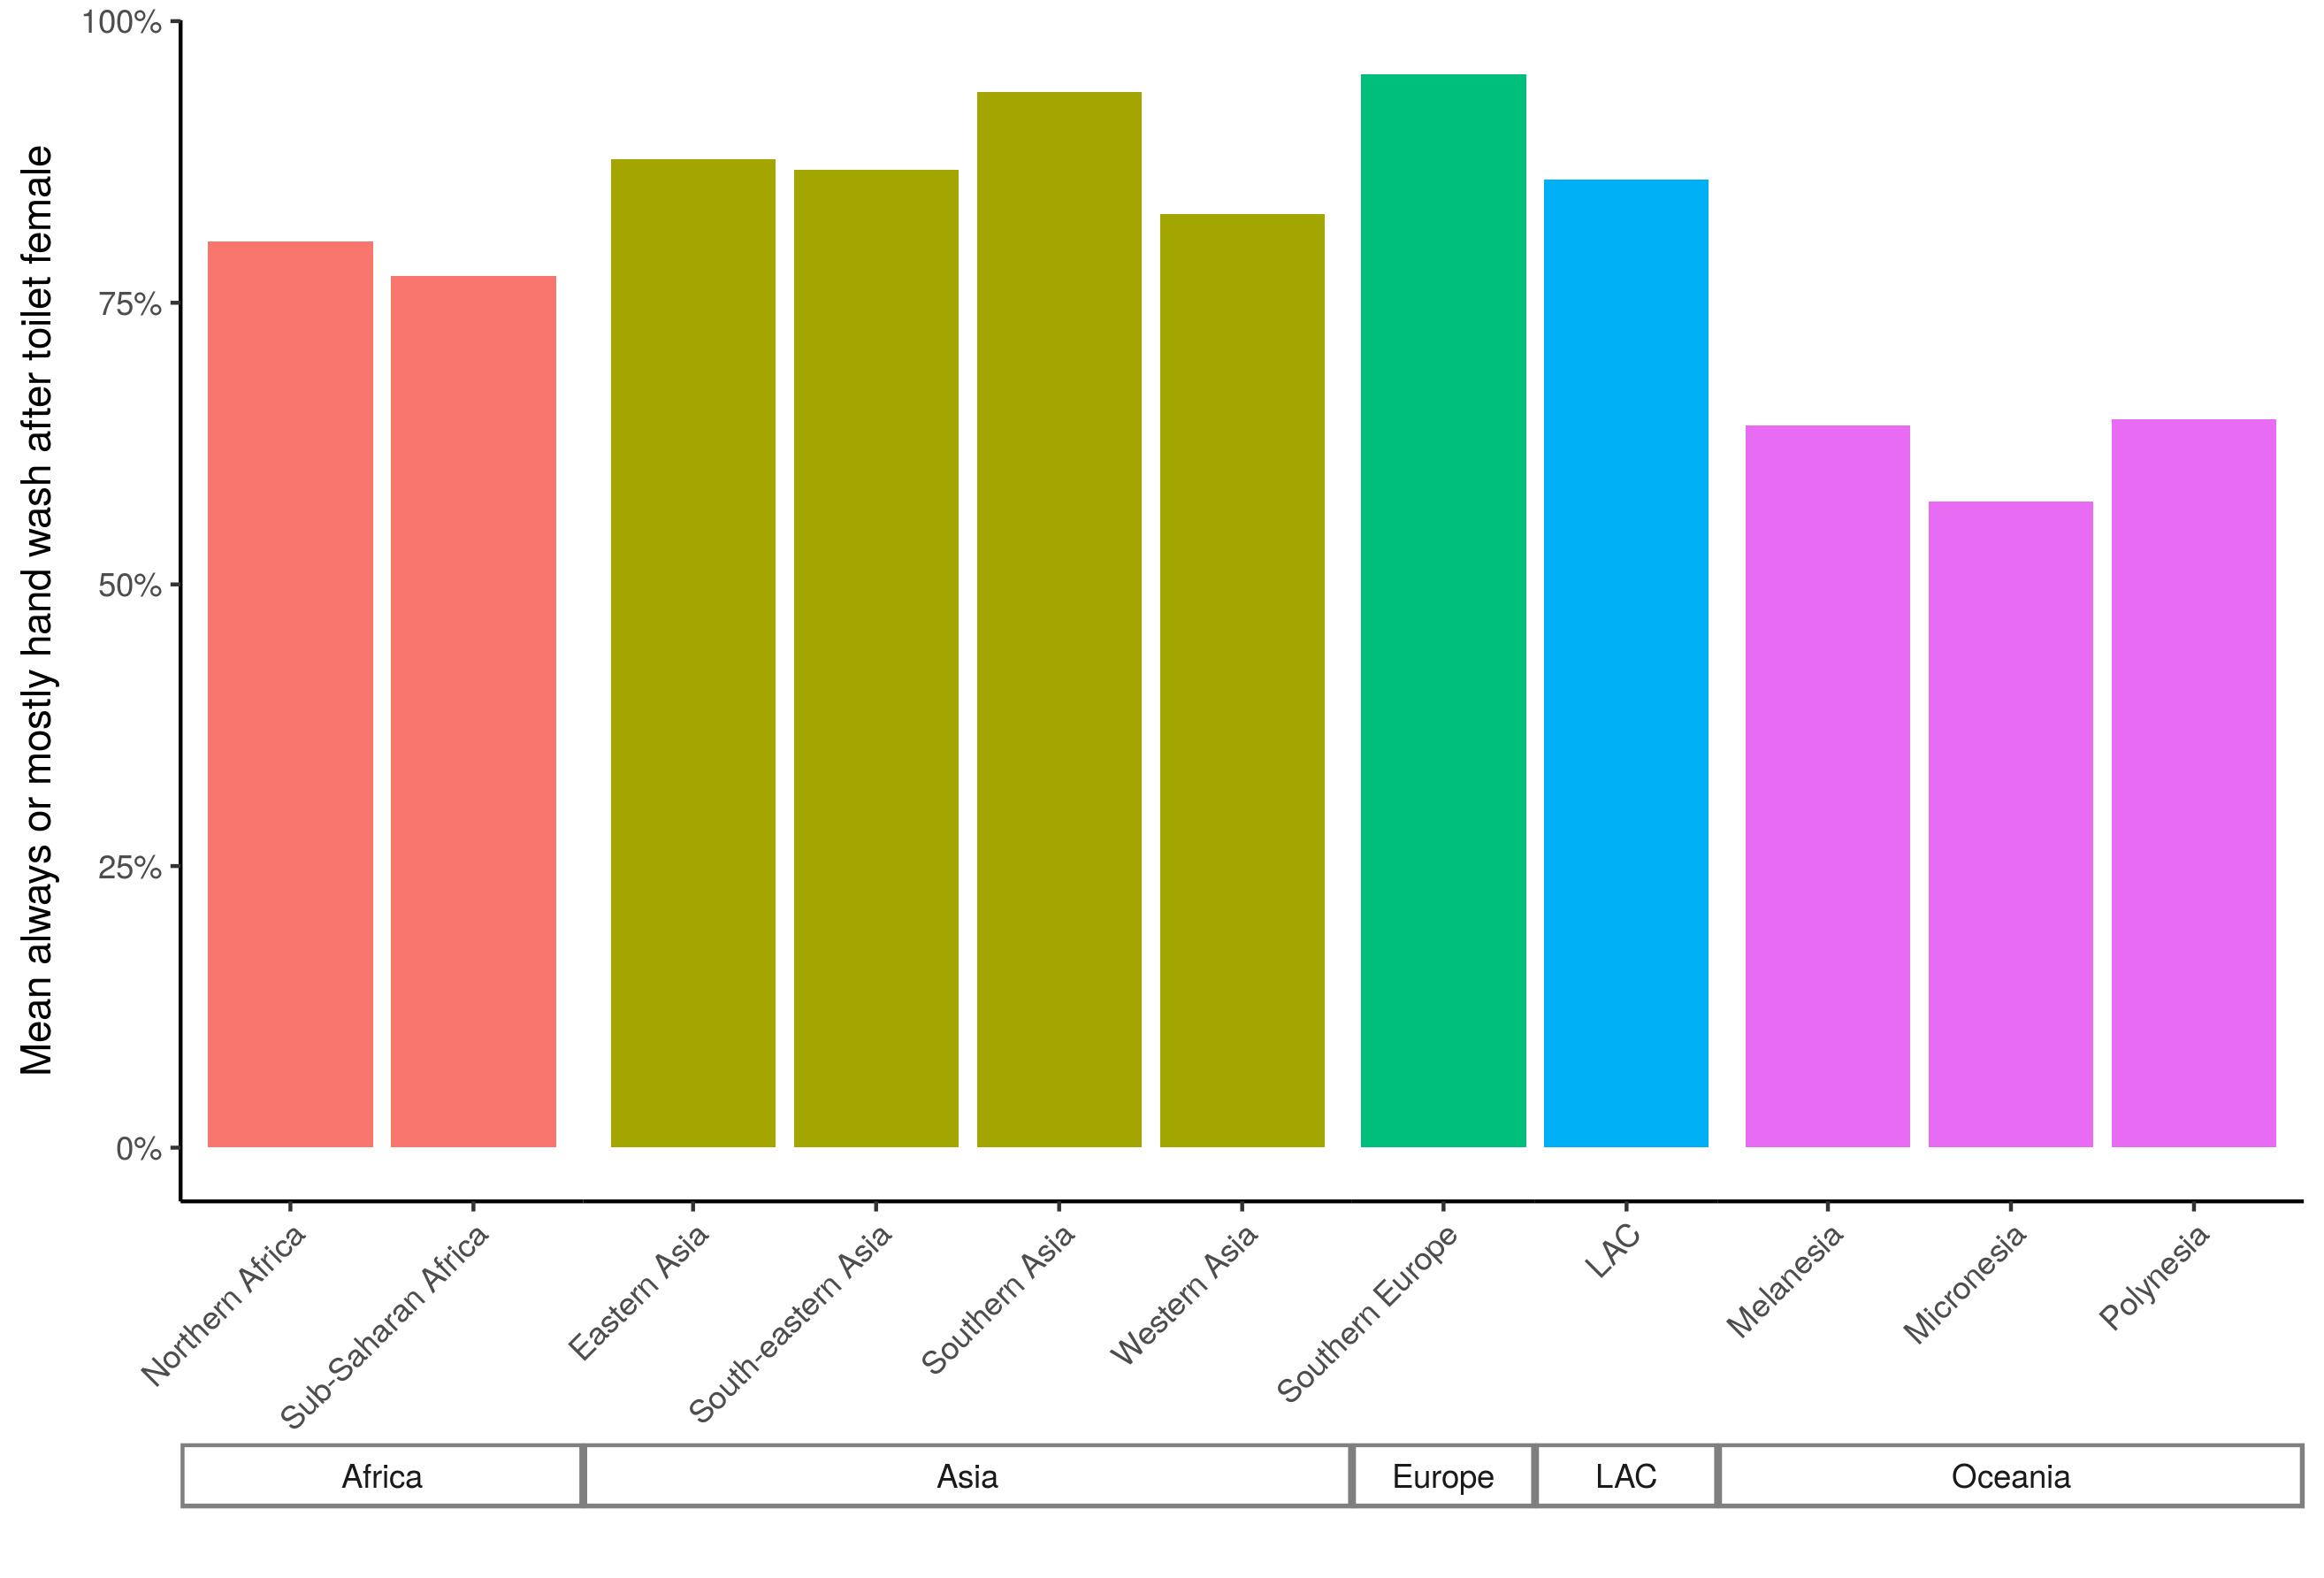 Mean always or mostly hand wash after toilet female
100%
75%
50%
25%
0%
Northern Africa
Sub-Saharan Africa
Eastern Asia
South-eastern Asia
Southern Asia
Western Asia
Southern Europe
LAC
Melanesia
Micronesia
Polynesia
Africa
Asia
Europe
LAC
Oceania